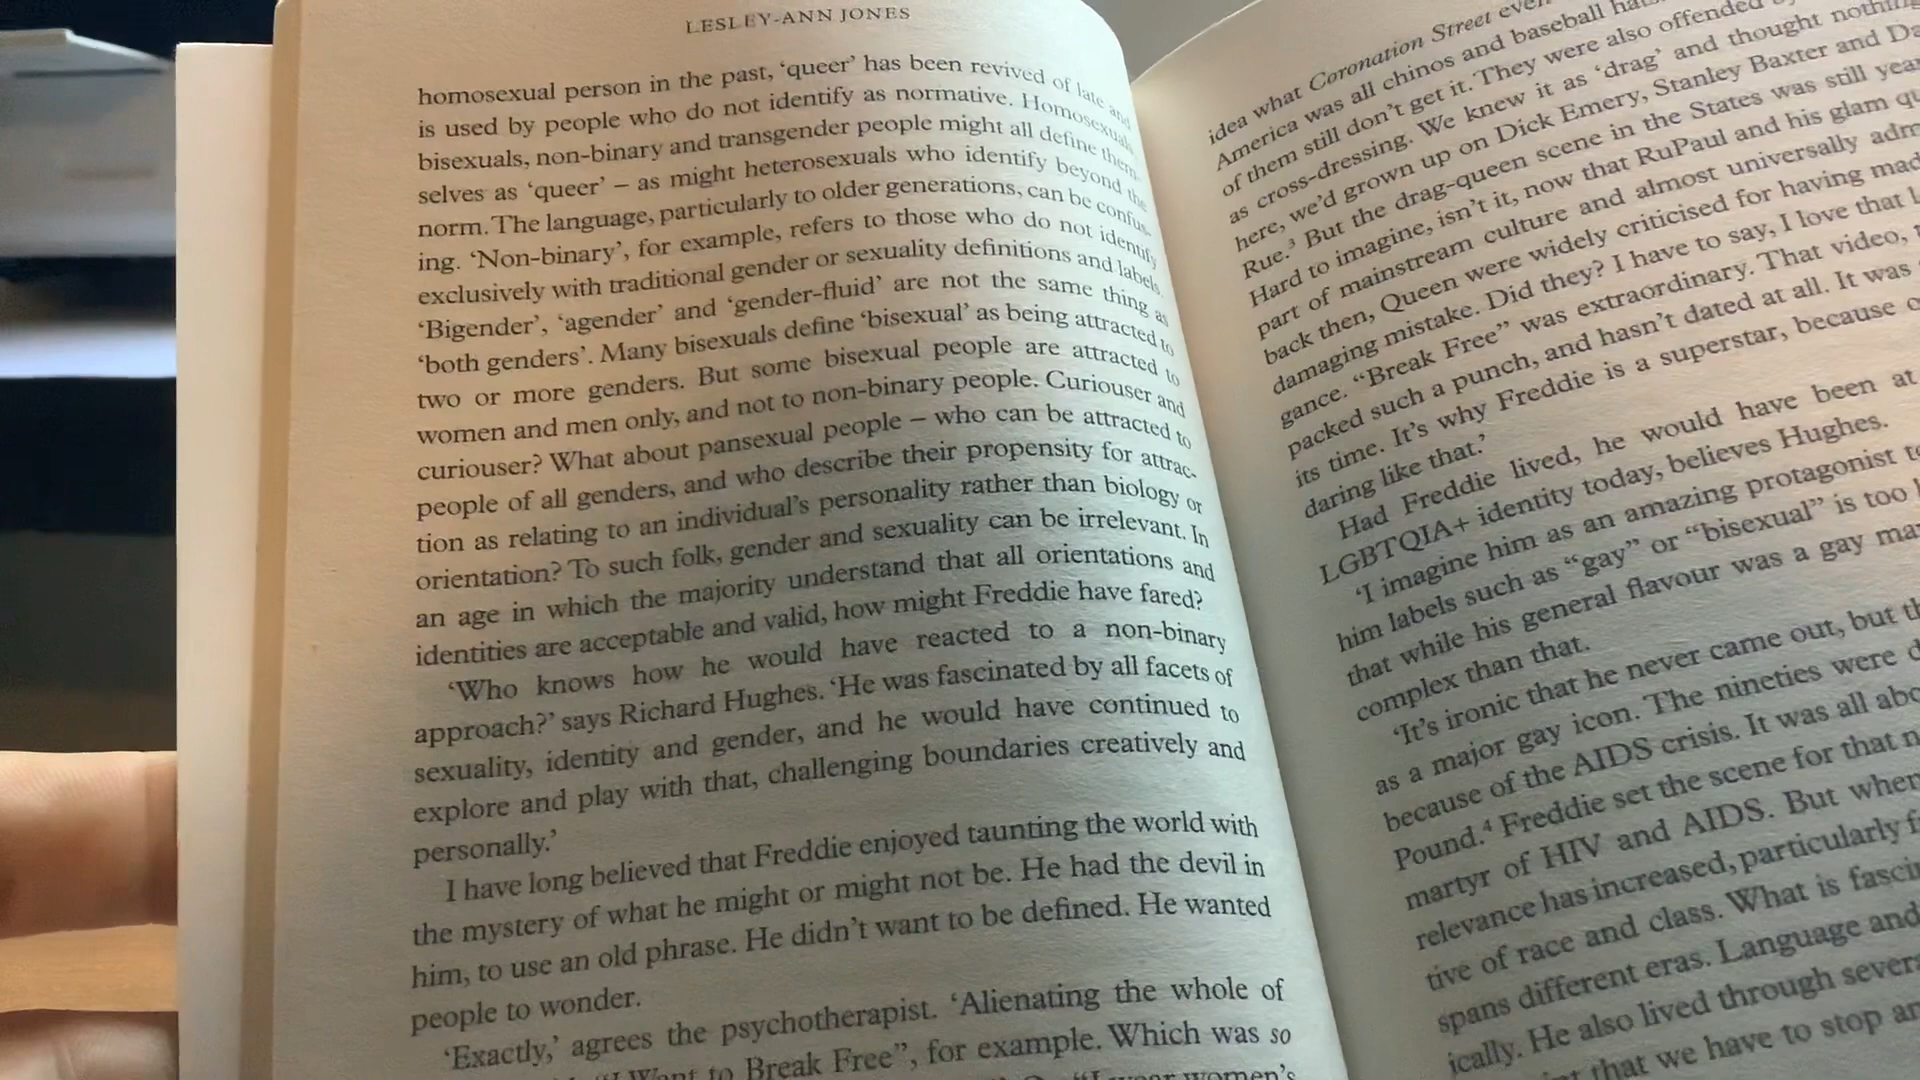 LESLEY-ANN JONES
homosexual person in the past, ‘queer’ has been revived of late and
is used by people who do not identify as normative. Homosexuals,
bisexuals, non-binary and transgender people might all define them-
selves as ‘queer’ – as might heterosexuals who identify beyond the
norm. The language, particularly to older generations, can be confus-
ing. ‘Non-binary’, for example, refers to those who do not identify
exclusively with traditional gender or sexuality definitions and labels.
‘Bigender’, ‘agender’ and ‘gender-fluid’ are not the same thing as
‘both genders’. Many bisexuals define ‘bisexual’ as being attracted to
two or more genders. But some bisexual people are attracted to
women and men only, and not to non-binary people. Curiouser and
curiouser? What about pansexual people – who can be attracted to
people of all genders, and who describe their propensity for attrac-
tion as relating to an individual’s personality rather than biology or
orientation? To such folk, gender and sexuality can be irrelevant. In
an age in which the majority understand that all orientations and
identities are acceptable and valid, how might Freddie have fared?
‘Who knows how he would have reacted to a non-binary
approach?’ says Richard Hughes. ‘He was fascinated by all facets of
sexuality, identity and gender, and he would have continued to
explore and play with that, challenging boundaries creatively and
personally.’
I have long believed that Freddie enjoyed taunting the world with
the mystery of what he might or might not be. He had the devil in
him, to use an old phrase. He didn’t want to be defined. He wanted
people to wonder.
‘Exactly,’ agrees the psychotherapist. ‘Alienating the whole of
“I Want to Break Free”, for example. Which was so
women’s
idea what Coronation Street even
America was all chinos and baseball
of them still don’t get it. They were also offended
as cross-dressing. We knew it as ‘drag’ and thought
here, we’d grown up on Dick Emery, Stanley Baxter and
Rue.³ But the drag-queen scene in the States was still
Hard to imagine, isn’t it, now that RuPaul and his glam
part of mainstream culture and almost universally
back then, Queen were widely criticised for having
damaging mistake. Did they? I have to say, I love that
gance. “Break Free” was extraordinary. That video,
packed such a punch, and hasn’t dated at all. It was
its time. It’s why Freddie is a superstar, because
daring like that.’
Had Freddie lived, he would have been at
LGBTQIA+ identity today, believes Hughes.
‘I imagine him as an amazing protagonist
him labels such as “gay” or “bisexual” is too
that while his general flavour was a gay
complex than that.
‘It’s ironic that he never came out, but
as a major gay icon. The nineties were
because of the AIDS crisis. It was all
Pound.⁴ Freddie set the scene for that
martyr of HIV and AIDS. But
relevance has increased, particularly
tive of race and class. What is
spans different eras. Language and
ically. He also lived through
that we have to stop